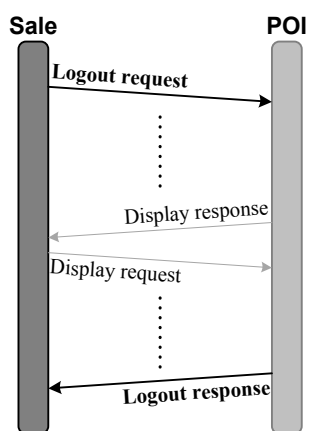 Sale
POI
Logout request
Display response
Display request
Logout response